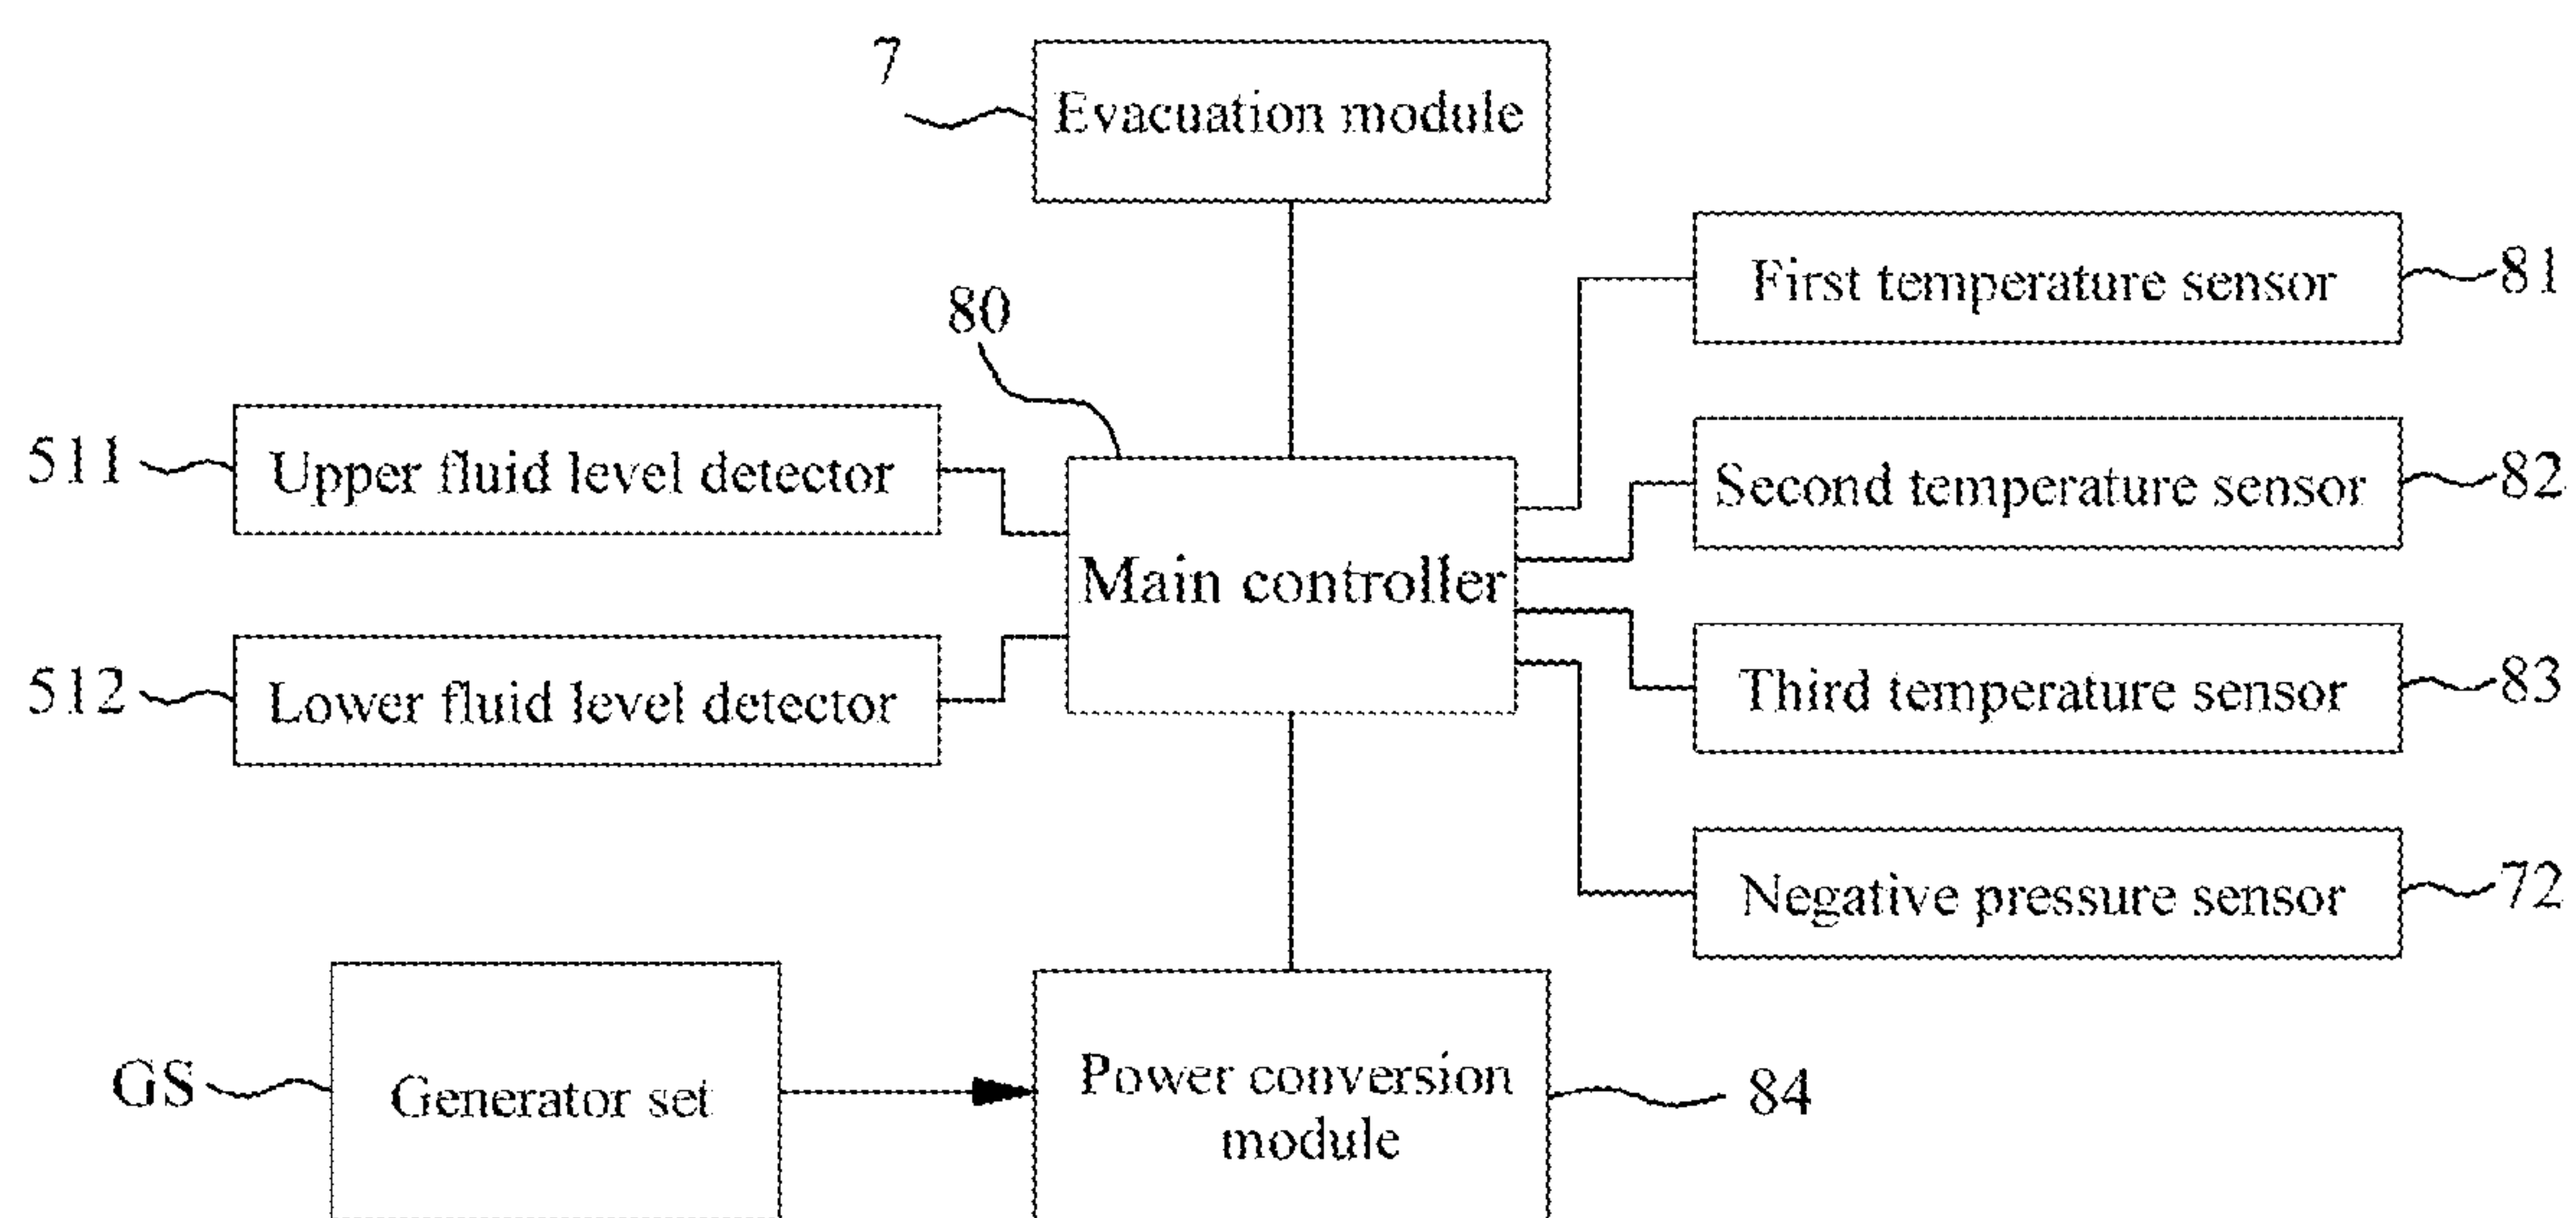 7
Evacuation module
First temperature sensor
81
80
Upper fluid level detector
511
Second temperature sensor
82
Main controller
Lower fluid level detector
512
Third temperature sensor
83
Negative pressure sensor
72
GS
Generator set
Power conversion
module
84